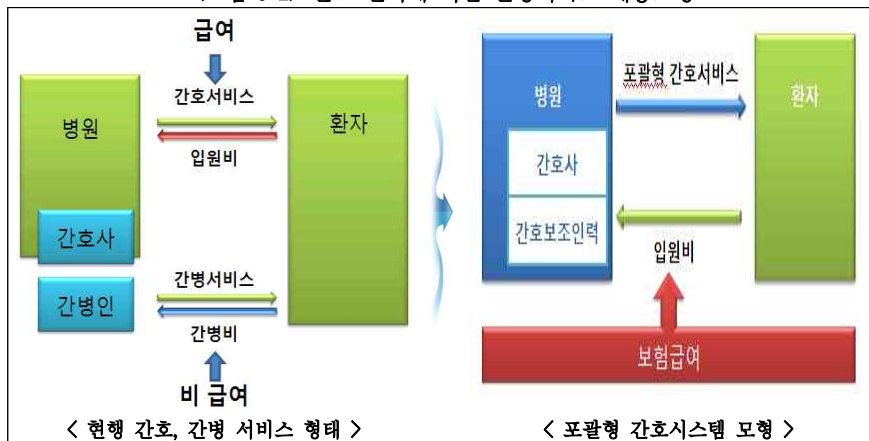 급여
간호서비스
병원
환자
입원비
간호사
간병인
간병서비스
간병비
비 급여
< 현행 간호, 간병 서비스 형태 >
포괄형 간호서비스
병원
환자
간호사
간호보조인력
입원비
보험급여
< 포괄형 간호시스템 모형 >